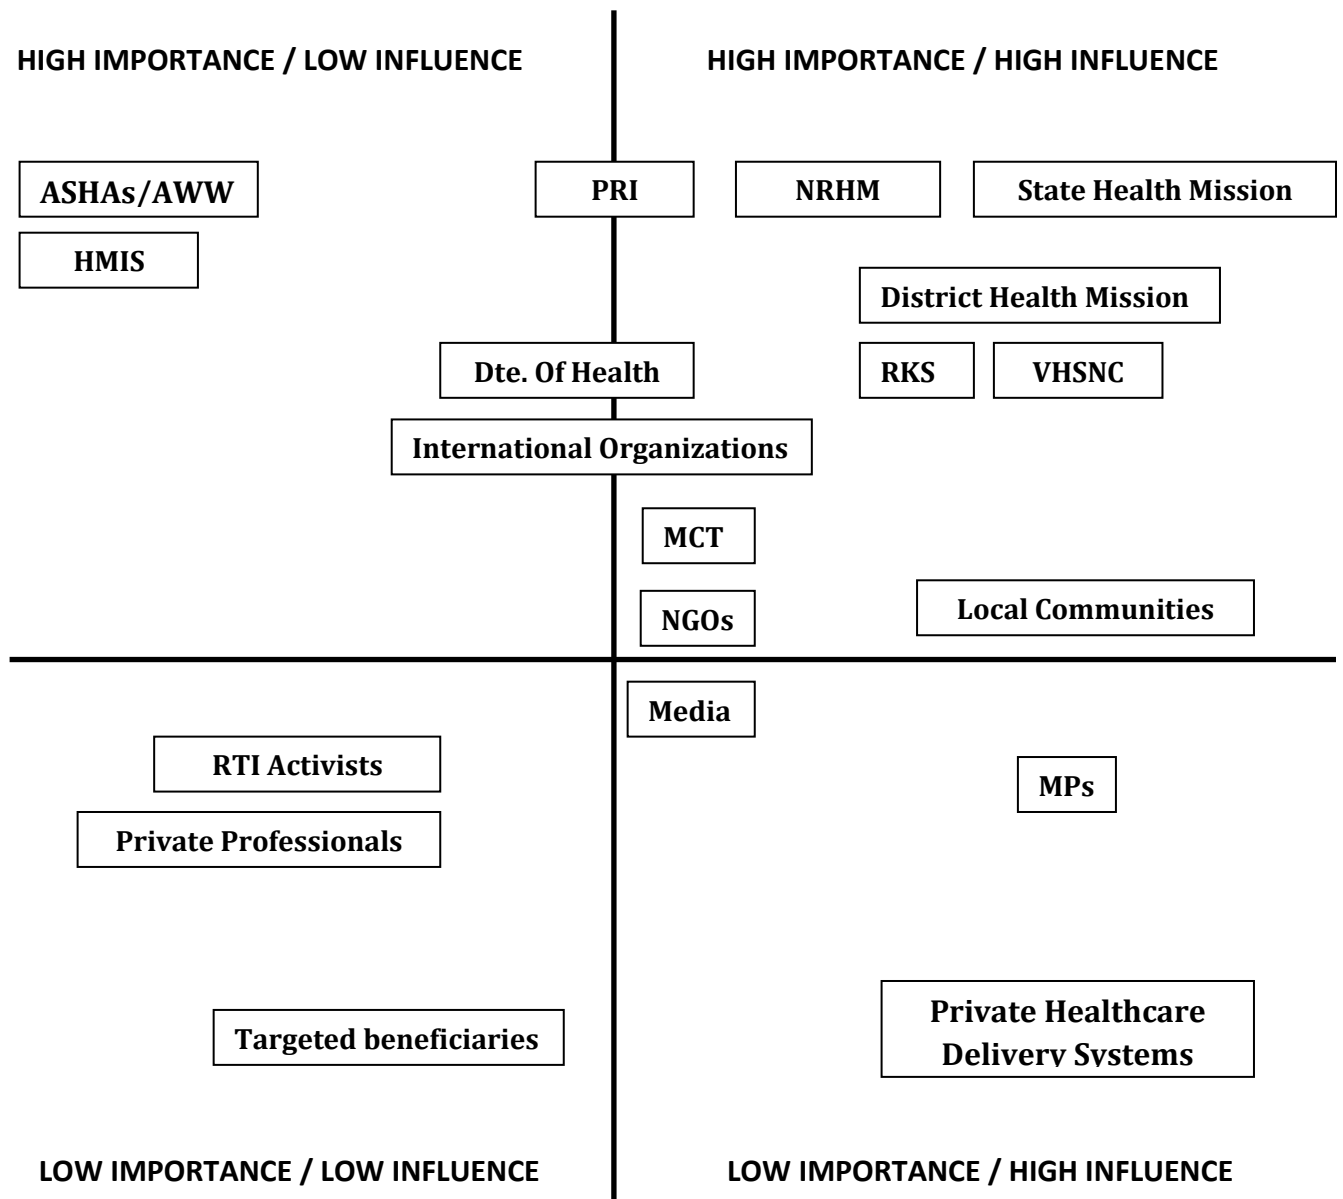 HIGH IMPORTANCE / LOW INFLUENCE
HIGH IMPORTANCE / HIGH INFLUENCE
ASHAs/AWW
PRI
NRHM
State Health Mission
HMIS
District Health Mission
Dte. Of Health
RKS
VHSNC
International Organizations
MCT
NGOs
Local Communities
Media
RTI Activists
MPs
Private Professionals
Targeted beneficiaries
Private Healthcare
Delivery Systems
LOW IMPORTANCE / LOW INFLUENCE
LOW IMPORTANCE / HIGH INFLUENCE